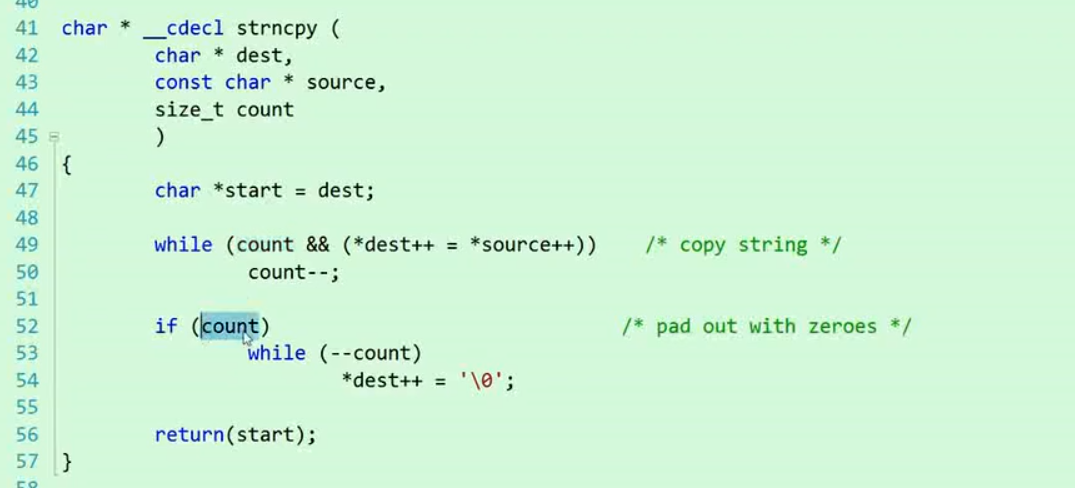 40
41 char * __cdecl strncpy (
42 char * dest,
43 const char * source,
44 size_t count
45 )
46 {
47 char *start = dest;
48
49 while (count && (*dest++ = *source++)) /* copy string */
50 count--;
51
52 if (count) /* pad out with zeroes */
53 while (--count)
54 *dest++ = '\0';
55
56 return(start);
57 }
58